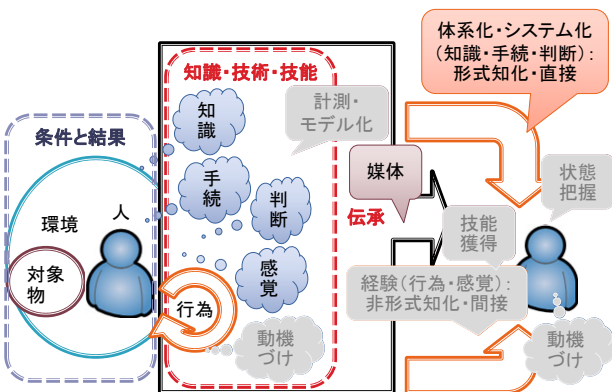 体系化・システム化
(知識・手続・判断):
形式知化・直接
知識・技術・技能
計測・
モデル化
知
識
条件と結果
手
続
媒体
状態
把握
判
断
伝承
人
環境
技能
獲得
対象
物
感
覚
経験(行為・感覚):
非形式知化・間接
行為
動機
づけ
動機
づけ